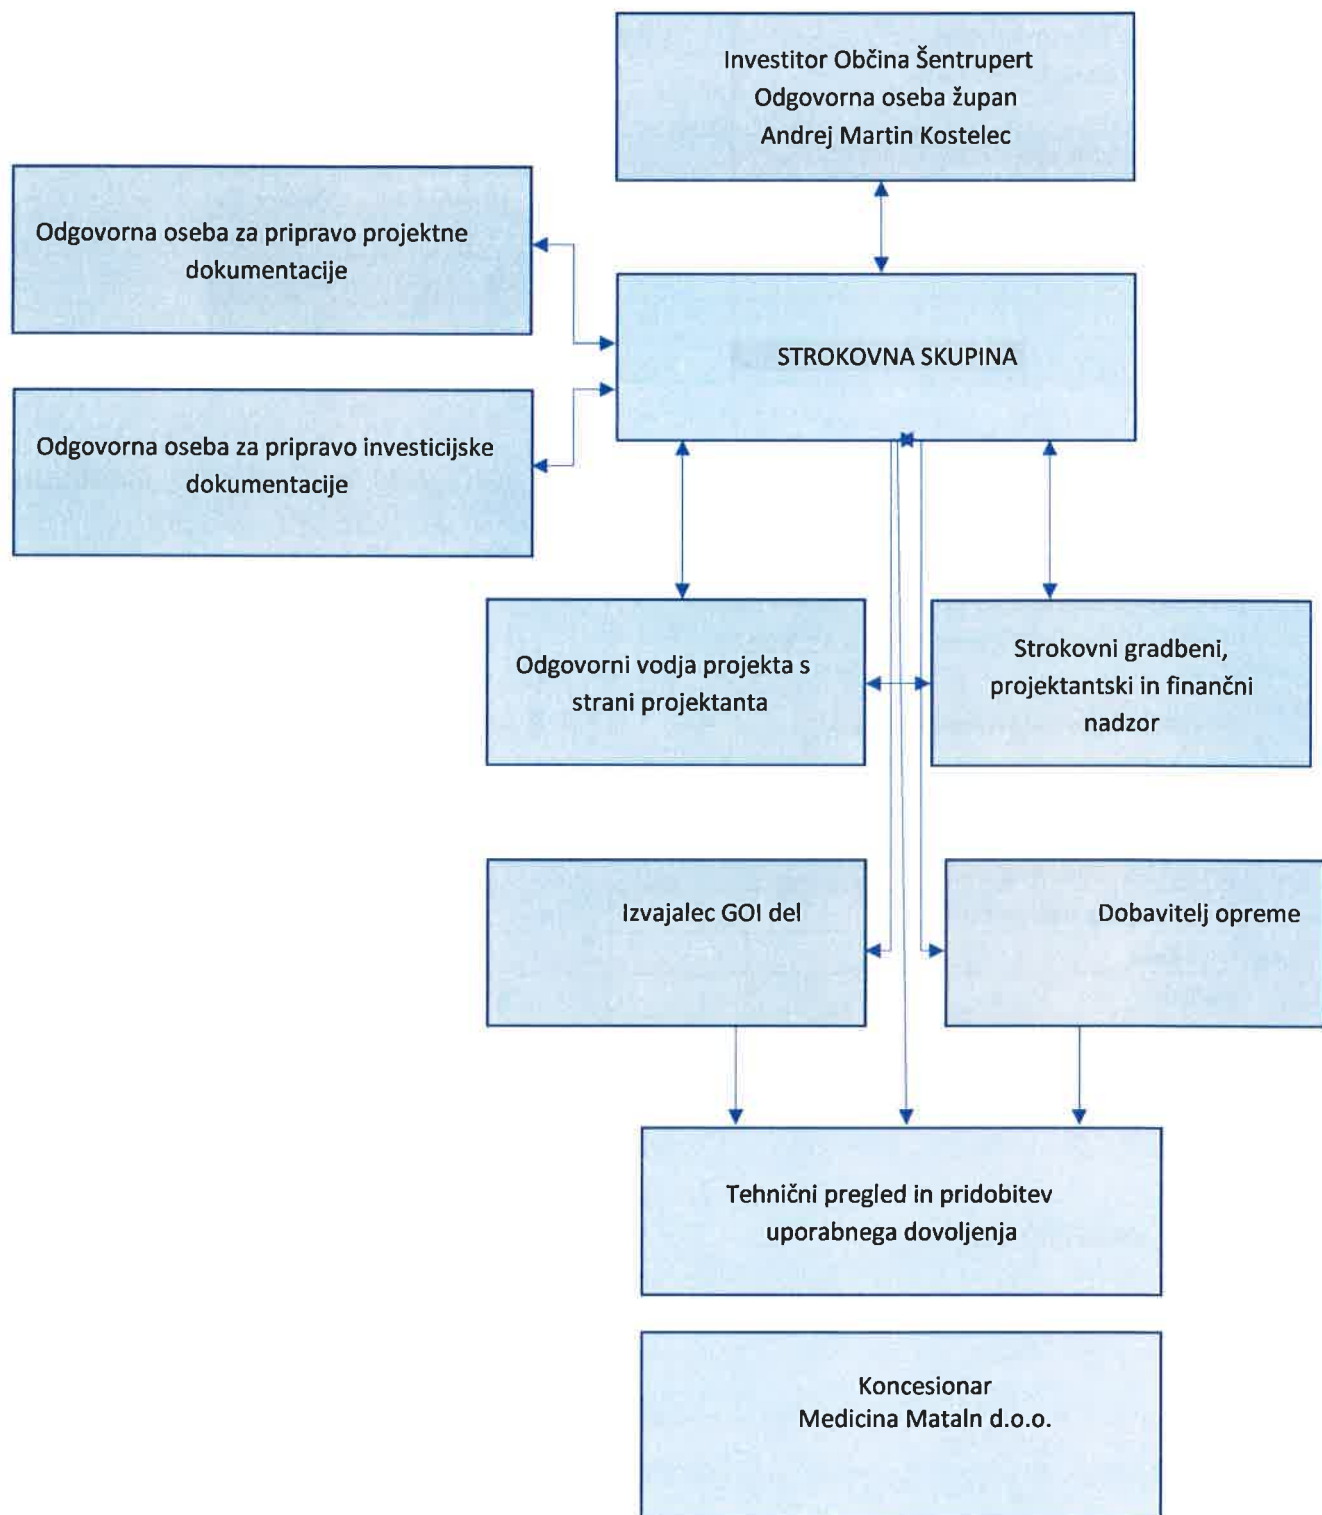 Investitor Občina Šentrupert
Odgovorna oseba župan
Andrej Martin Kostelec
Odgovorna oseba za pripravo projektne
dokumentacije
STROKOVNA SKUPINA
Odgovorna oseba za pripravo investicijske
dokumentacije
Odgovorni vodja projekta s
strani projektanta
Strokovni gradbeni,
projektantski in finančni
nadzor
Izvajalec GOI del
Dobavitelj opreme
Tehnični pregled in pridobitev
uporabnega dovoljenja
Koncesionar
Medicina Mataln d.o.o.